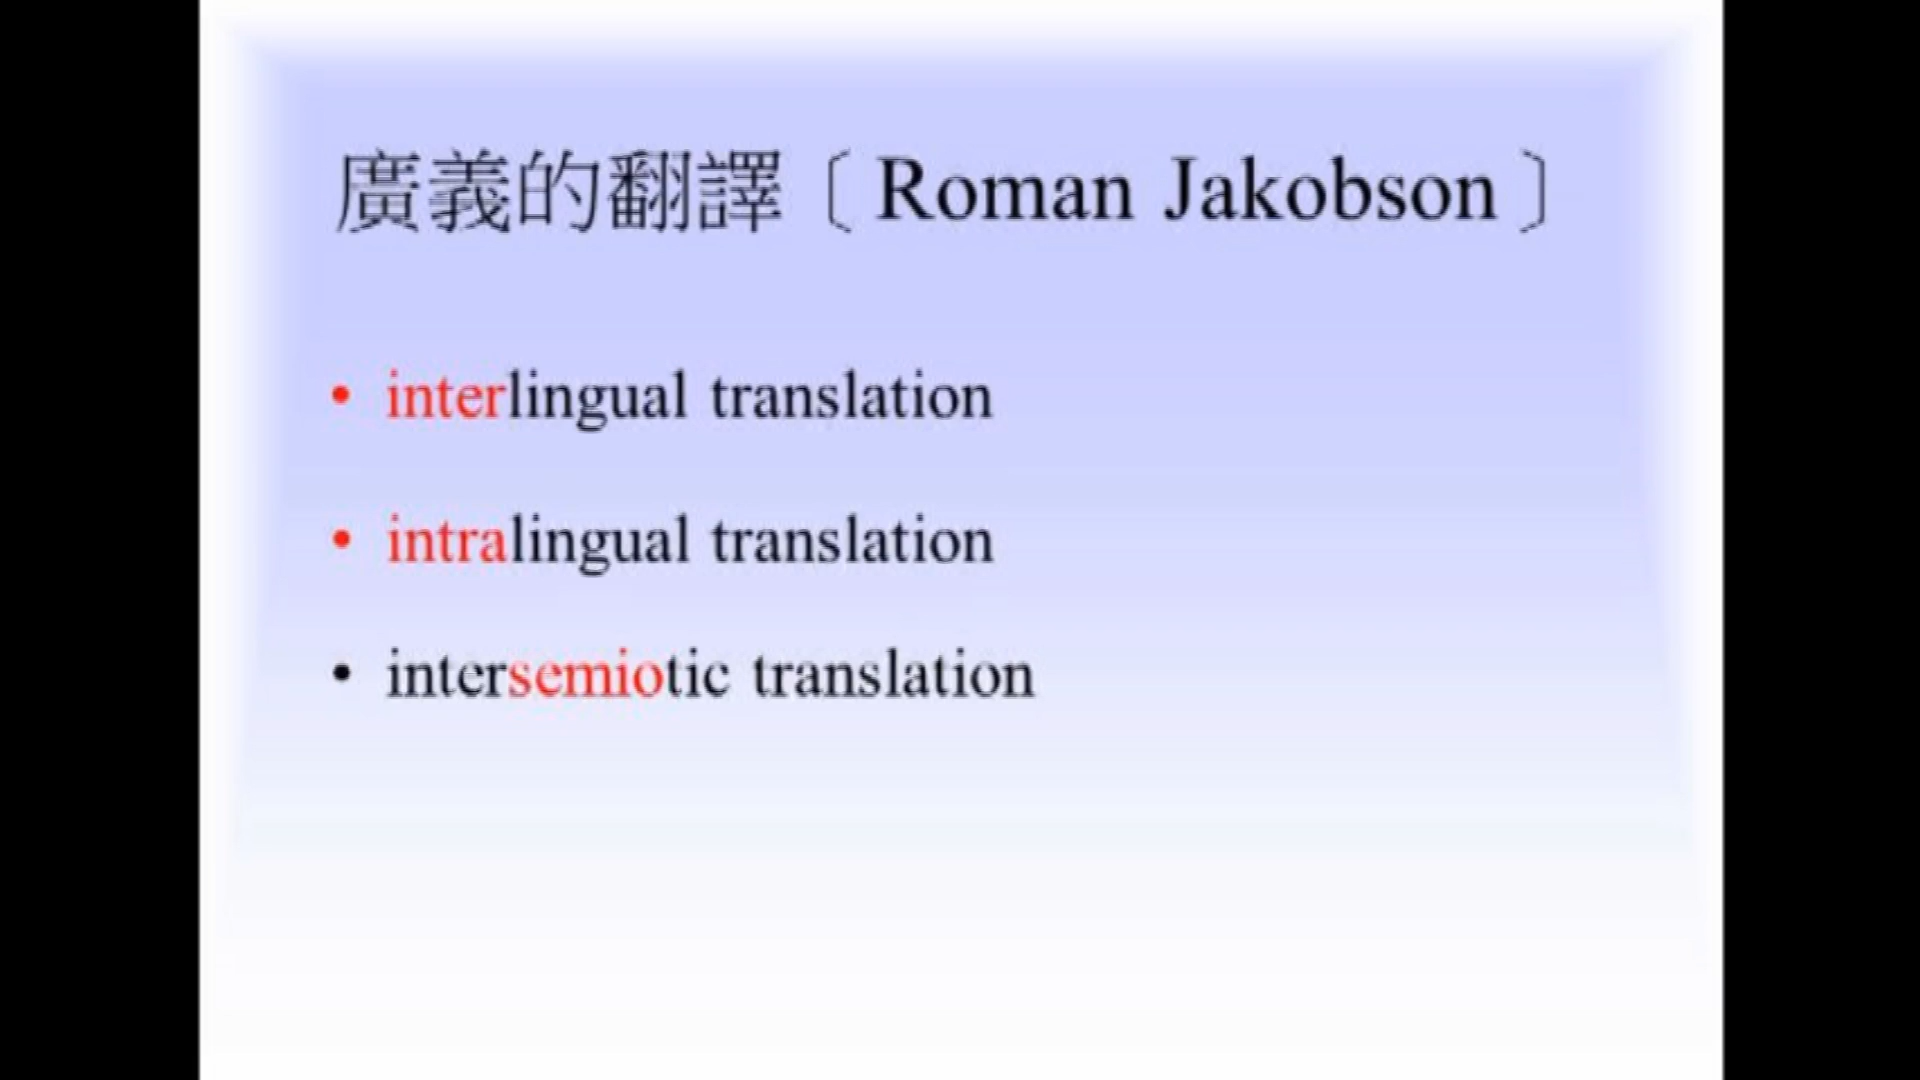 廣義的翻譯〔Roman Jakobson〕
• interlingual translation
• intralingual translation
• intersemiotic translation